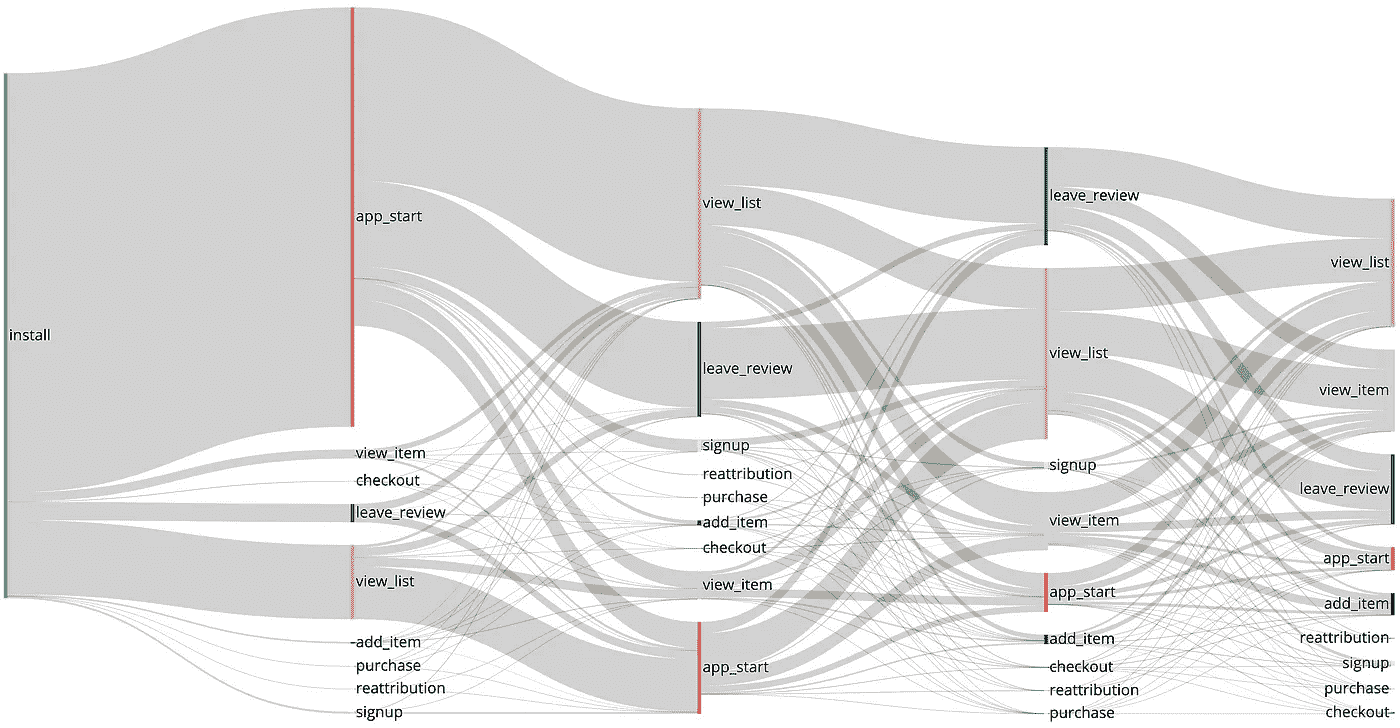 install
app_start
view_item
checkout
leave_review
view_list
add_item
purchase
reattribution
signup
view_list
leave_review
signup
reattribution
purchase
add_item
checkout
view_item
app_start
leave_review
view_list
signup
view_item
app_start
add_item
checkout
reattribution
purchase
view_list
view_item
leave_review
app_start
add_item
reattribution
signup
purchase
checkout